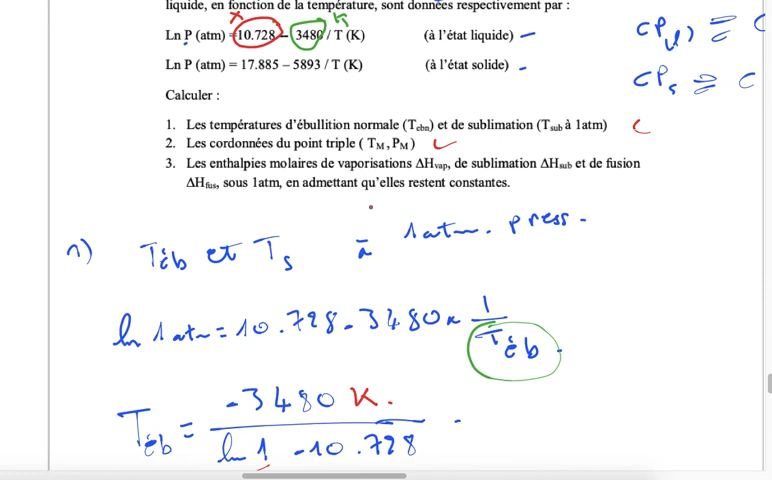 liquide, en fonction de la température, sont données respectivement par :
Ln P (atm) =10.728 – 3480 / T (K) (à l'état liquide)
Ln P (atm) = 17.885 – 5893 / T (K) (à l'état solide)
Calculer :
1. Les températures d'ébullition normale (Tébn) et de sublimation (Tsub à 1atm)
2. Les cordonnées du point triple ( TM, PM )
3. Les enthalpies molaires de vaporisations ΔHvap, de sublimation ΔHsub et de fusion
ΔHfus, sous 1atm, en admettant qu'elles restent constantes.
1) Téb et Ts à 1atm. press.
ln 1 atm = 10.728 - 3480 x 1/Téb
Téb = -3480 K. / ln 1 - 10.728